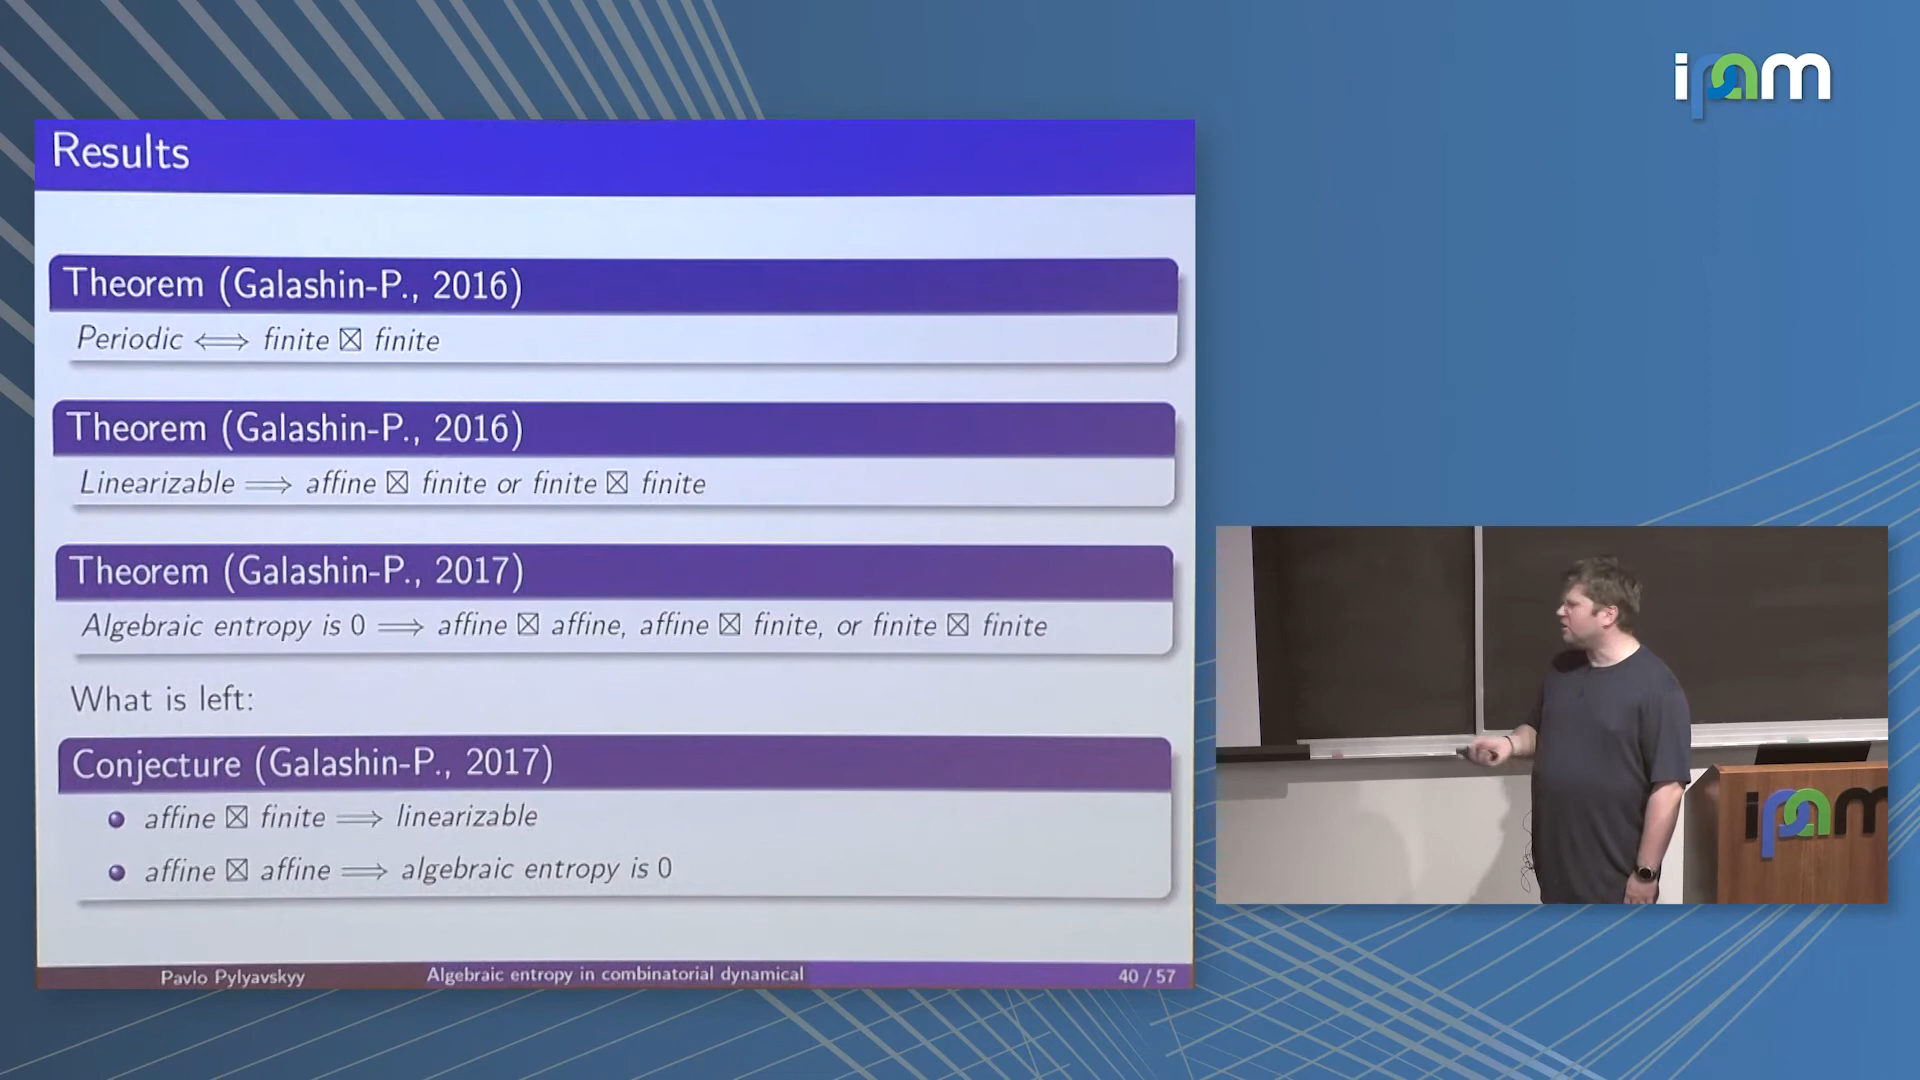 ipam
Results
Theorem (Galashin-P., 2016)
Periodic ⟺ finite ⊠ finite
Theorem (Galashin-P., 2016)
Linearizable ⟹ affine ⊠ finite or finite ⊠ finite
Theorem (Galashin-P., 2017)
Algebraic entropy is 0 ⟹ affine ⊠ affine, affine ⊠ finite, or finite ⊠ finite
What is left:
Conjecture (Galashin-P., 2017)
affine ⊠ finite ⟹ linearizable
affine ⊠ affine ⟹ algebraic entropy is 0
Pavlo Pylyavskyy
Algebraic entropy in combinatorial dynamical
40 / 57
ipam